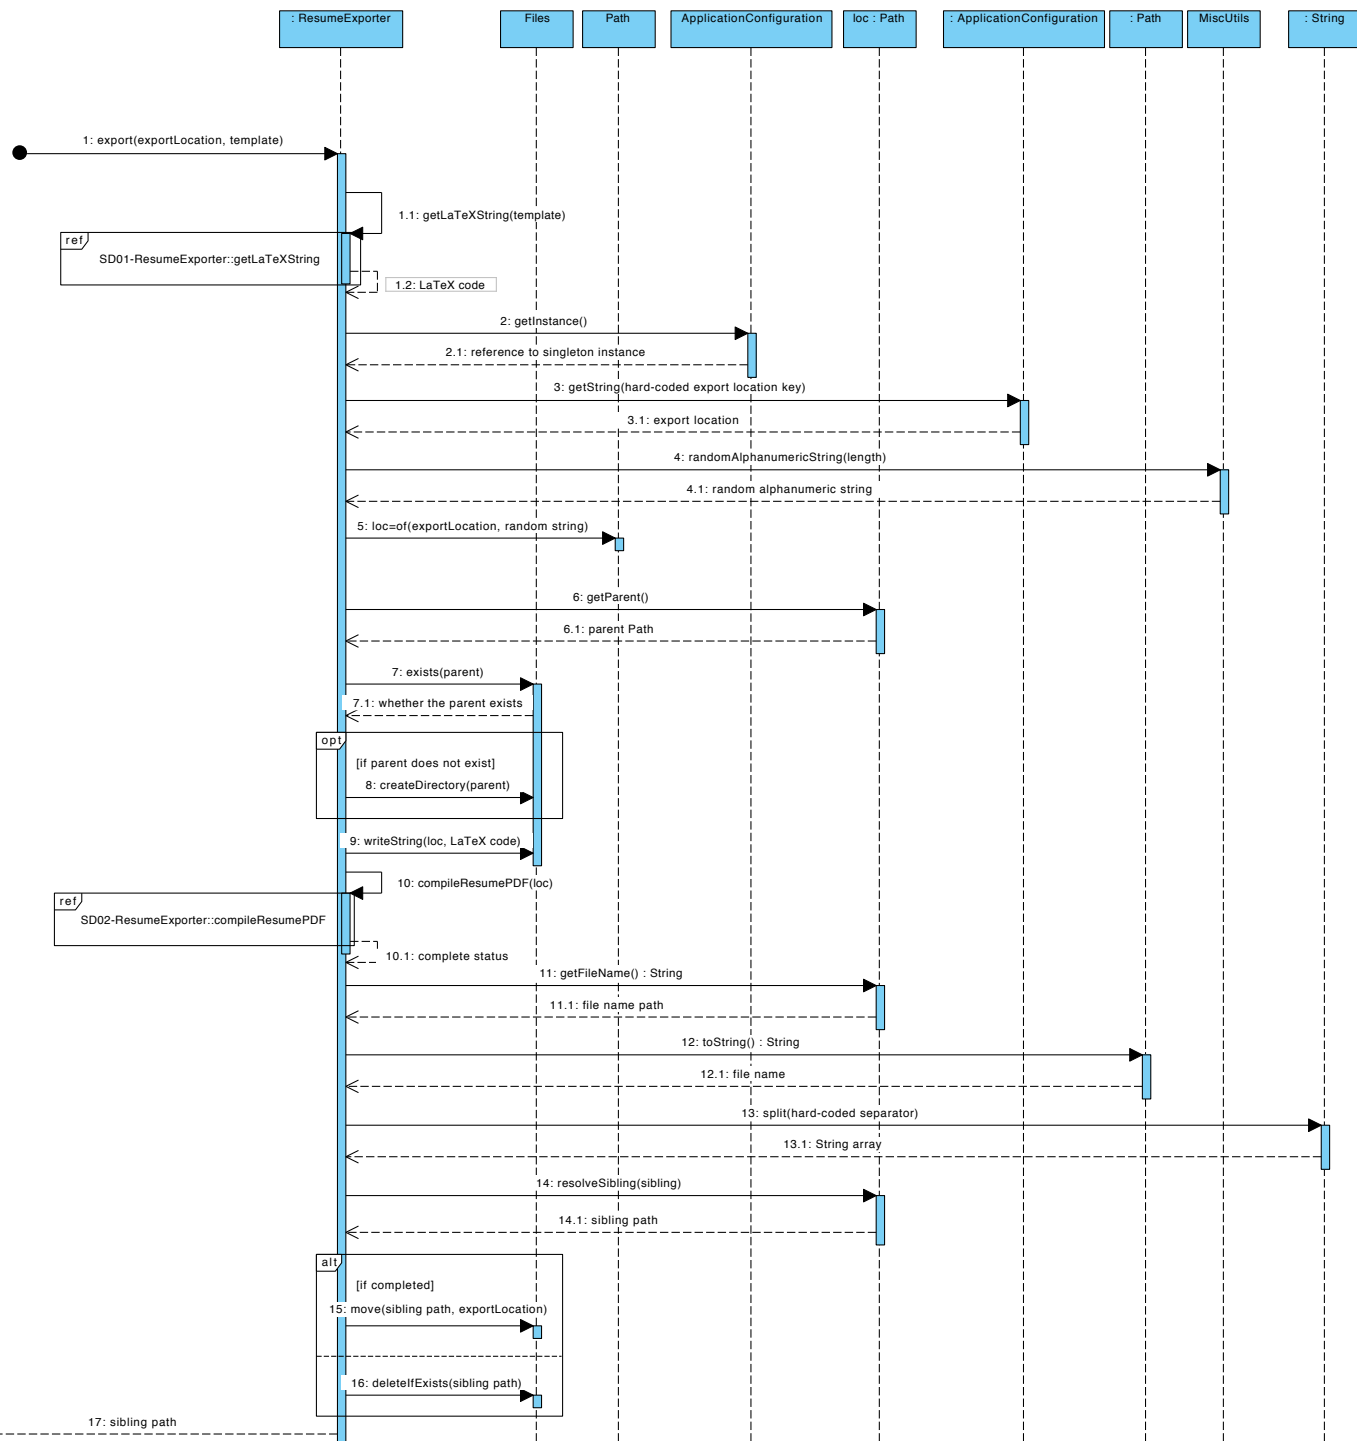 : ResumeExporter
Files
Path
ApplicationConfiguration
loc : Path
: ApplicationConfiguration
: Path
MiscUtils
: String
1: export(exportLocation, template)
1.1: getLaTeXString(template)
ref
SD01-ResumeExporter::getLaTeXString
1.2: LaTeX code
2: getInstance()
2.1: reference to singleton instance
3: getString(hard-coded export location key)
3.1: export location
4: randomAlphanumericString(length)
4.1: random alphanumeric string
5: loc=of(exportLocation, random string)
6: getParent()
6.1: parent Path
7: exists(parent)
7.1: whether the parent exists
opt
[if parent does not exist]
8: createDirectory(parent)
9: writeString(loc, LaTeX code)
10: compileResumePDF(loc)
ref
SD02-ResumeExporter::compileResumePDF
10.1: complete status
11: getFileName() : String
11.1: file name path
12: toString() : String
12.1: file name
13: split(hard-coded separator)
13.1: String array
14: resolveSibling(sibling)
14.1: sibling path
alt
[if completed]
15: move(sibling path, exportLocation)
16: deleteIfExists(sibling path)
17: sibling path